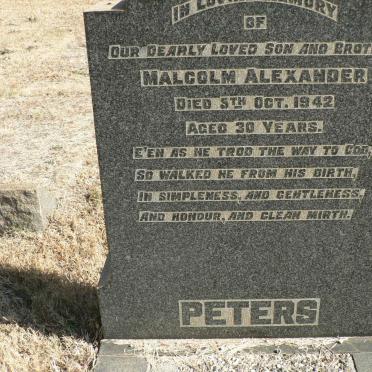 IN LOVING MEMORY
OF
OUR DEARLY LOVED SON AND BROT
MALCOLM ALEXANDER
DIED 5TH OCT. 1942
AGED 30 YEARS.
E'EN AS HE TROD THE WAY TO GOD,
SO WALKED HE FROM HIS BIRTH,
IN SIMPLENESS, AND GENTLENESS,
AND HONOUR, AND CLEAN MIRTH.
PETERS